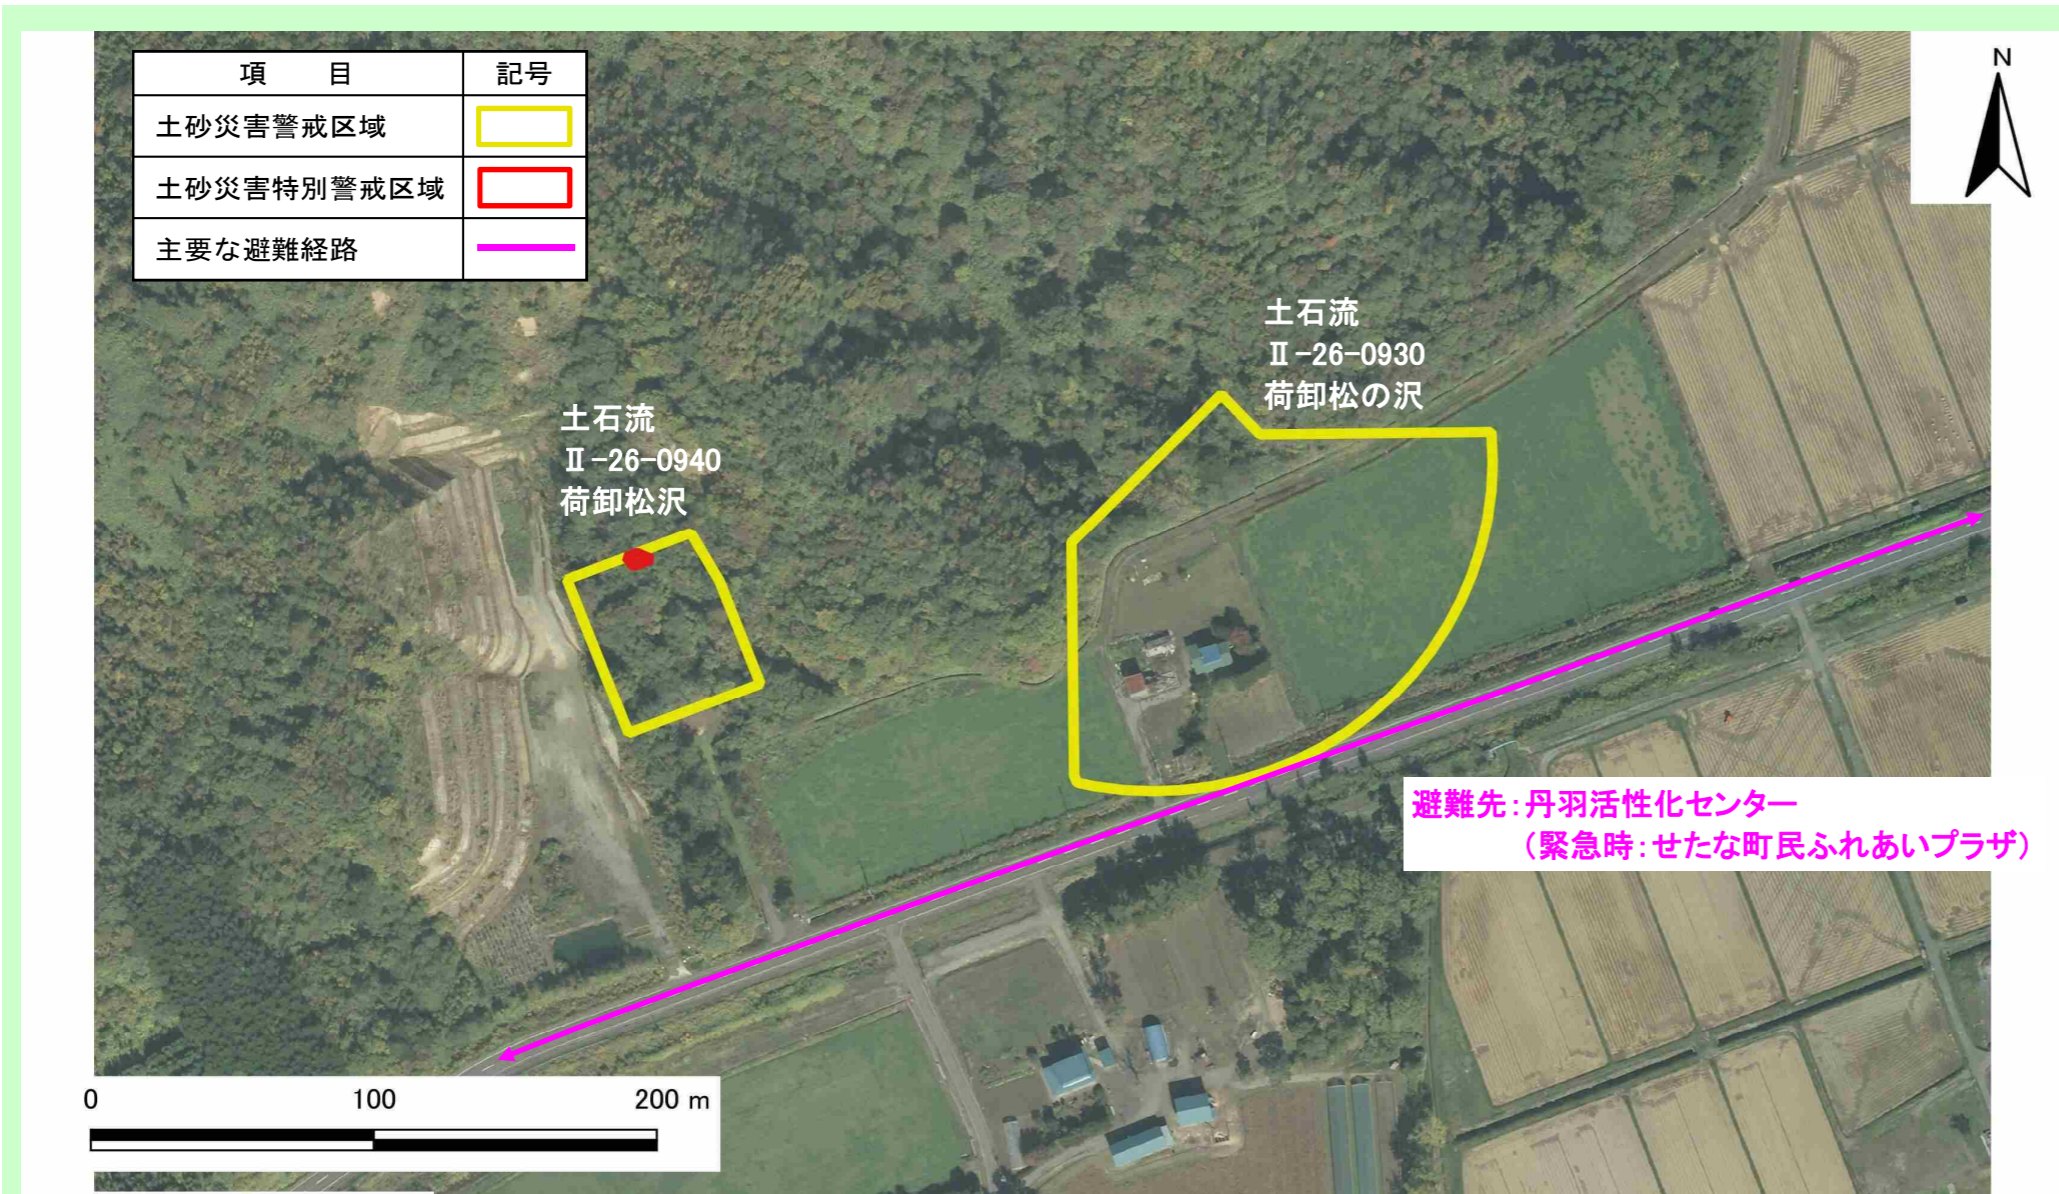 項　目
記号
土砂災害警戒区域
土砂災害特別警戒区域
主要な避難経路
N
土石流
Ⅱ-26-0930
荷卸松の沢
土石流
Ⅱ-26-0940
荷卸松沢
避難先:丹羽活性化センター
(緊急時:せたな町民ふれあいプラザ)
0 100 200 m